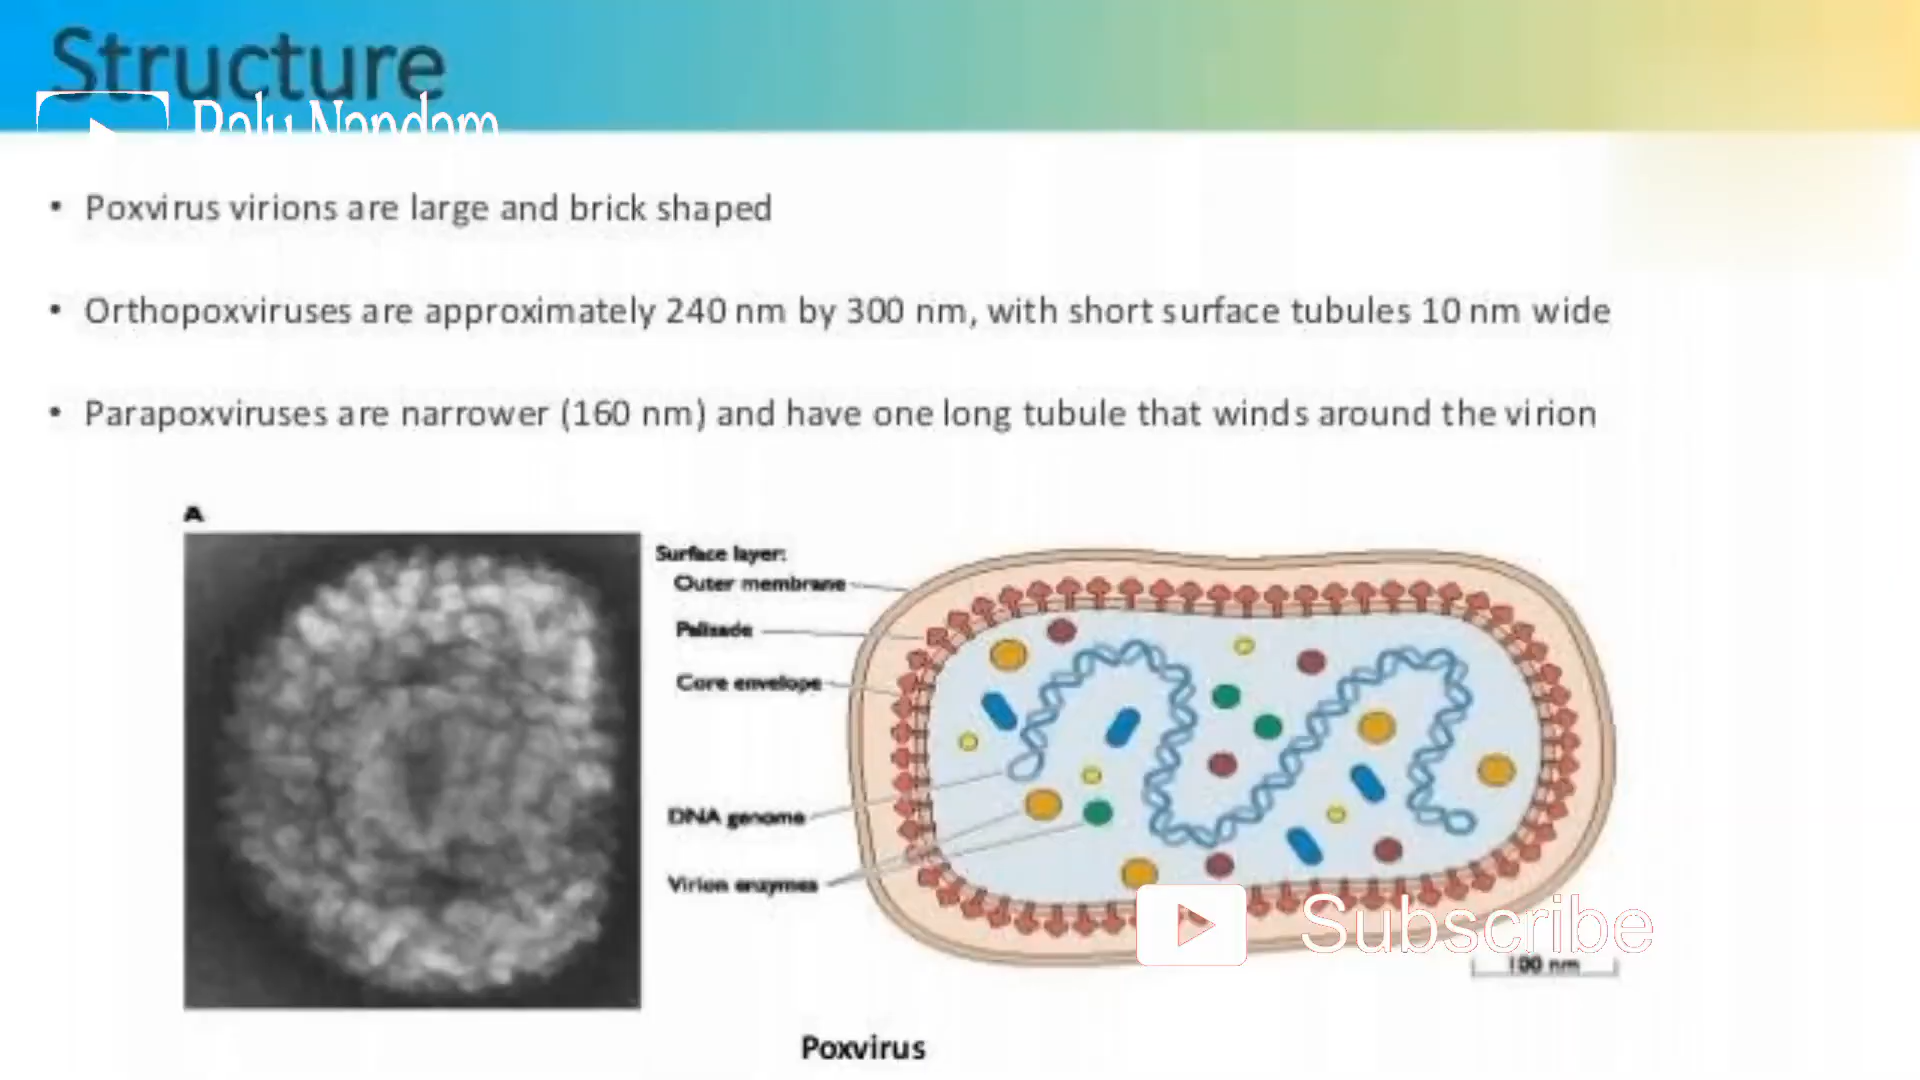 Structure
Balu Nandam
• Poxvirus virions are large and brick shaped
• Orthopoxviruses are approximately 240 nm by 300 nm, with short surface tubules 10 nm wide
• Parapoxviruses are narrower (160 nm) and have one long tubule that winds around the virion
A
Surface layer:
Outer membrane
Palisade
Core envelope
DNA genome
Virion enzymes
Subscribe
100 nm
Poxvirus